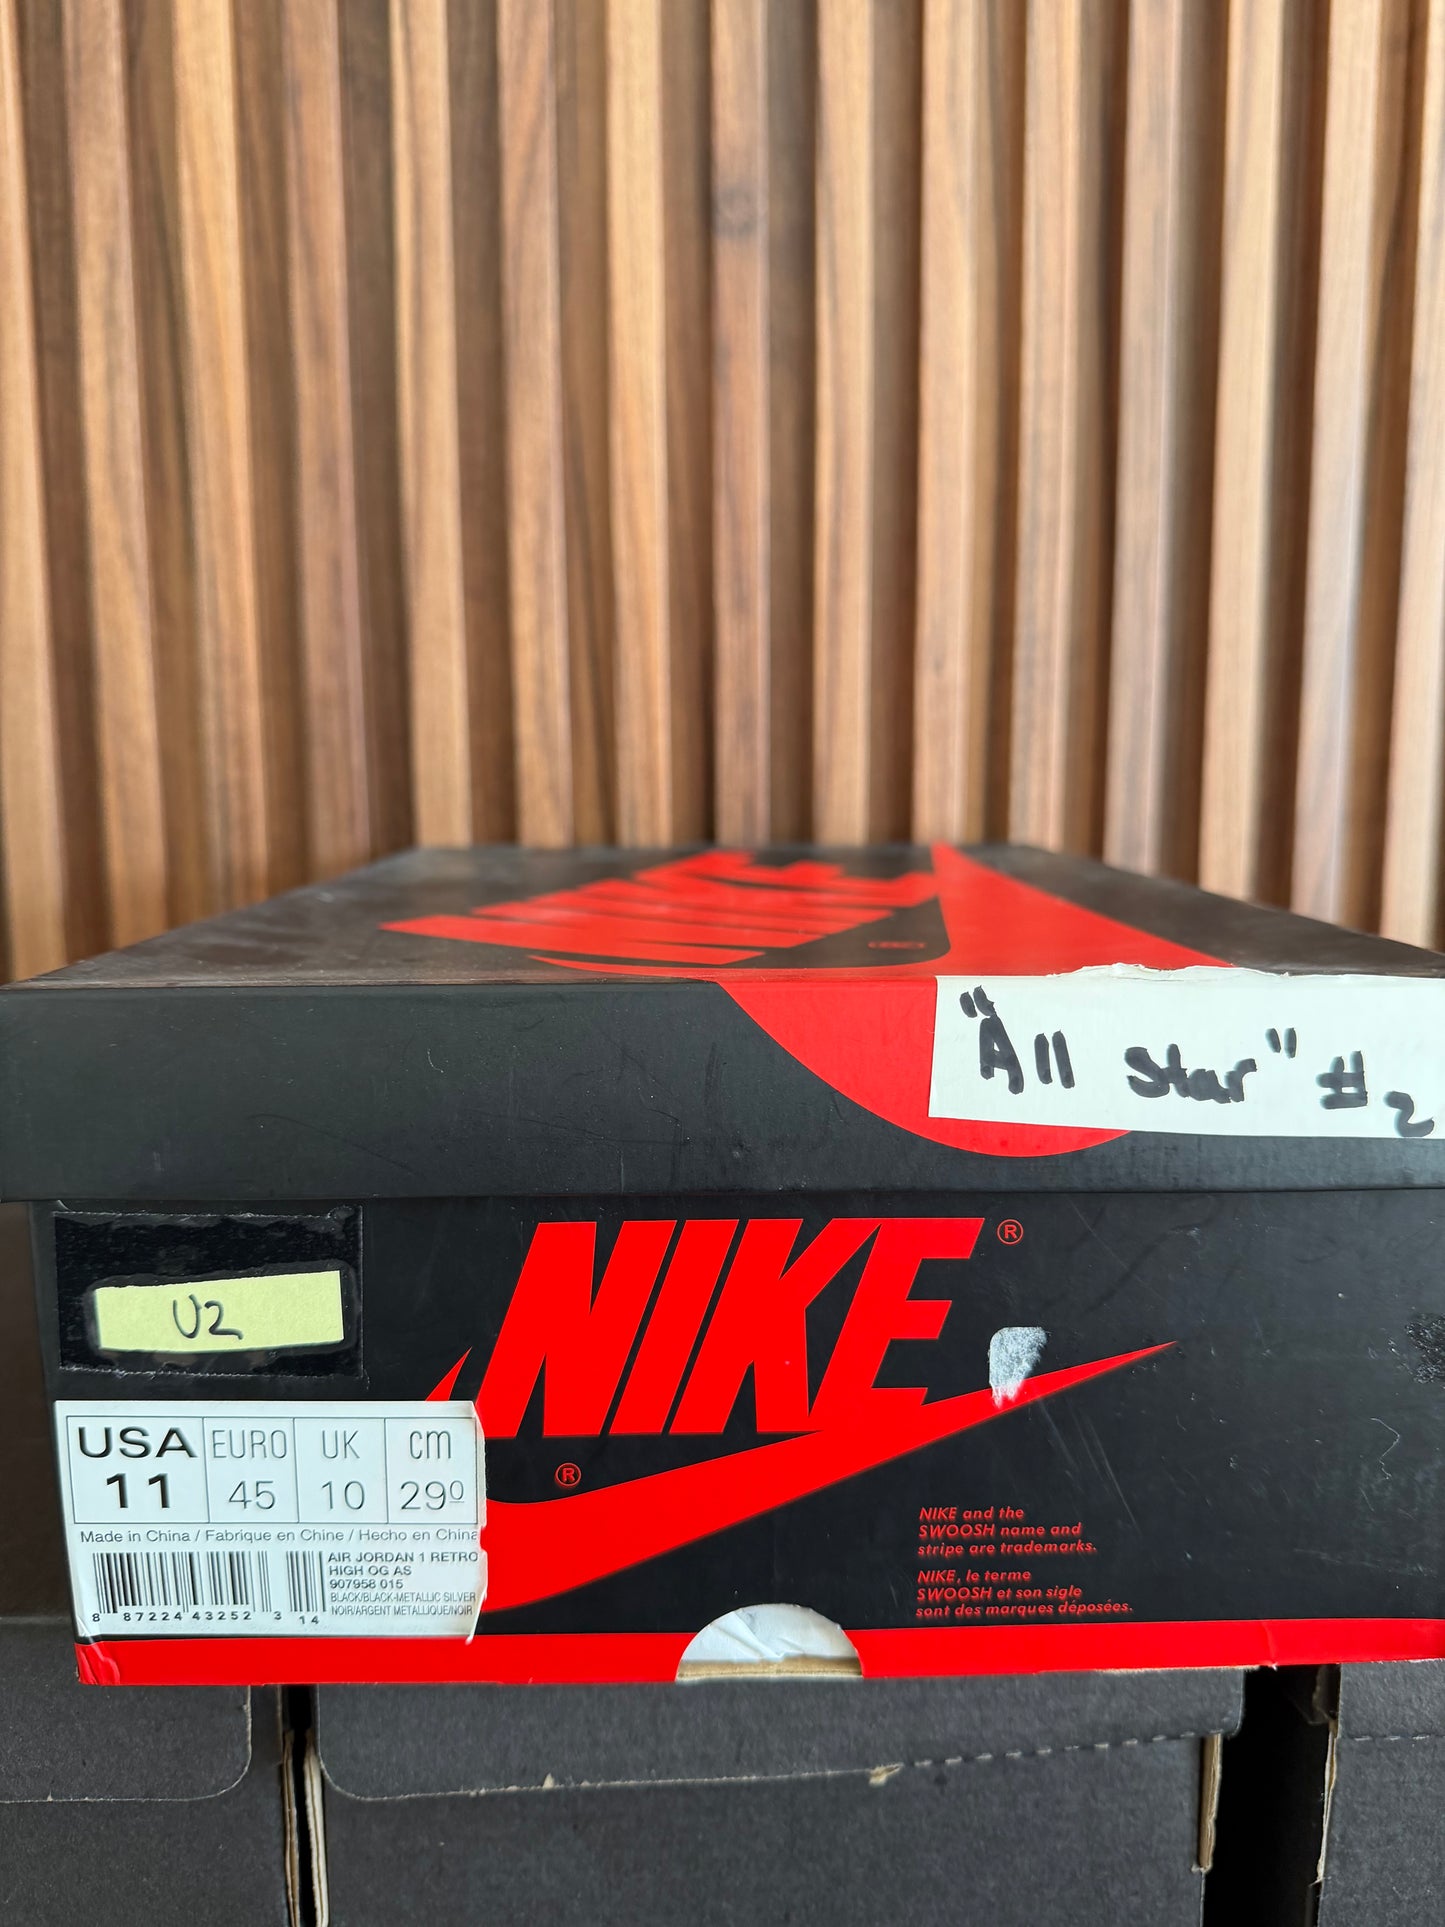 "All Star" #2
NIKE®
U2
USA EURO UK cm
11 45 10 29⁰
®
Made in China / Fabrique en Chine / Hecho en China
AIR JORDAN 1 RETRO
HIGH OG AS
907958 015
BLACK/BLACK-METALLIC SILVER
NOIR/ARGENT METALLIQUE/NOIR
8 87224 43252 3 14
NIKE and the
SWOOSH name and
stripe are trademarks.
NIKE, le terme
SWOOSH et son sigle
sont des marques déposées.